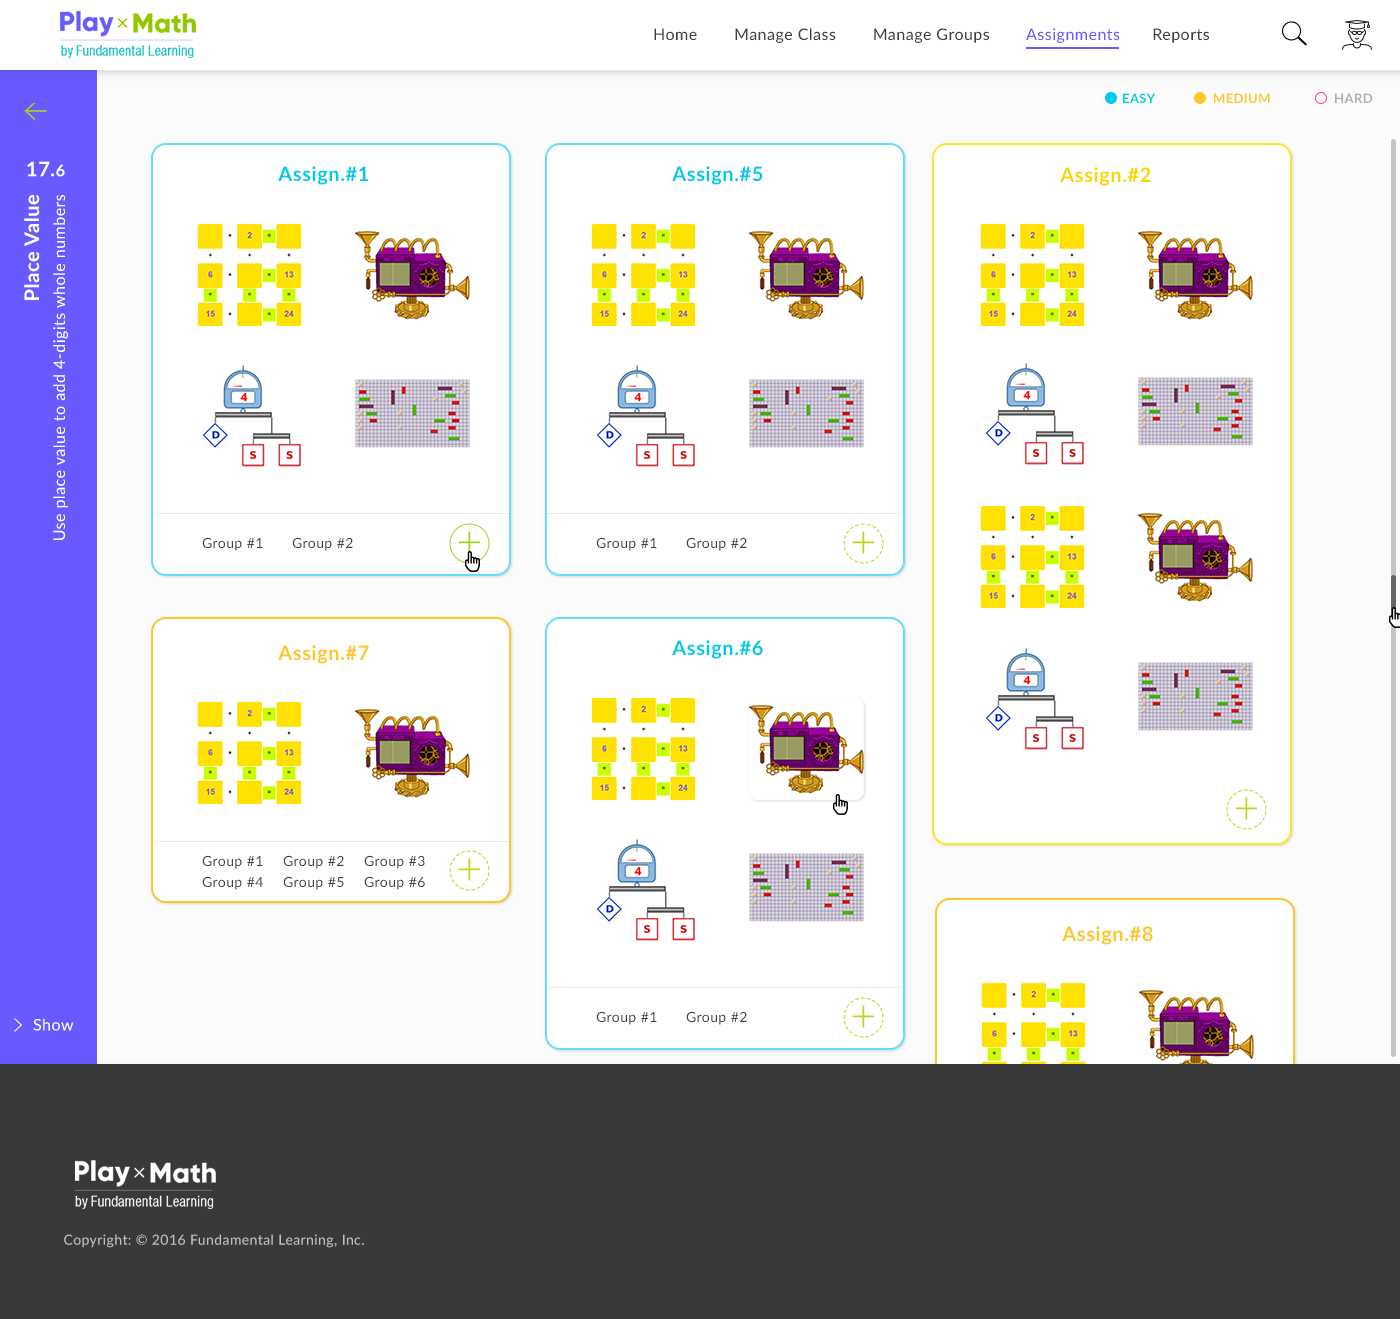 Play × Math
by Fundamental Learning
Home Manage Class Manage Groups Assignments Reports
EASY MEDIUM HARD
17.6
Place Value
Use place value to add 4-digits whole numbers
Show
Assign.#1
2
6 13
15 24
4
D
S S
Group #1 Group #2
Assign.#5
2
6 13
15 24
4
D
S S
Group #1 Group #2
Assign.#2
2
6 13
15 24
4
D
S S
2
6 13
15 24
4
D
S S
Assign.#7
2
6 13
15 24
Group #1 Group #2 Group #3
Group #4 Group #5 Group #6
Assign.#6
2
6 13
15 24
4
D
S S
Group #1 Group #2
Assign.#8
2
6 13
Play × Math
by Fundamental Learning
Copyright: © 2016 Fundamental Learning, Inc.